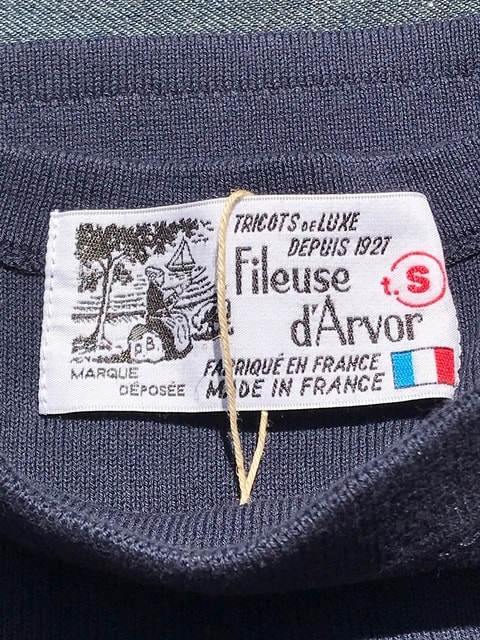 TRICOTS DE LUXE
DEPUIS 1927
Fileuse
d'Arvor
t. S
FABRIQUÉ EN FRANCE
MADE IN FRANCE
P.B.
MARQUE
DÉPOSÉE